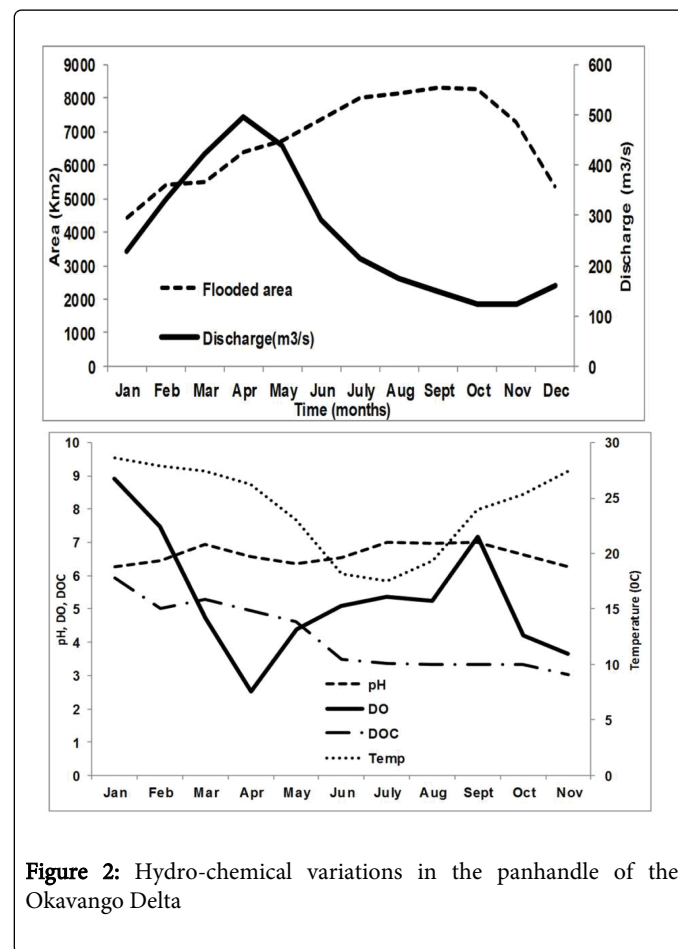 9000
8000
7000
6000
5000
4000
3000
2000
1000
0
Area (Km2)
600
500
400
300
200
100
0
Discharge (m3/s)
Flooded area
Discharge(m3/s)
Jan Feb Mar Apr May Jun July Aug Sept Oct Nov Dec
Time (months)
10
9
8
7
6
5
4
3
2
1
0
pH, DO, DOC
30
25
20
15
10
5
0
Temperature (0C)
pH
DO
DOC
Temp
Jan Feb Mar Apr May Jun July Aug Sept Oct Nov
Figure 2: Hydro-chemical variations in the panhandle of the
Okavango Delta